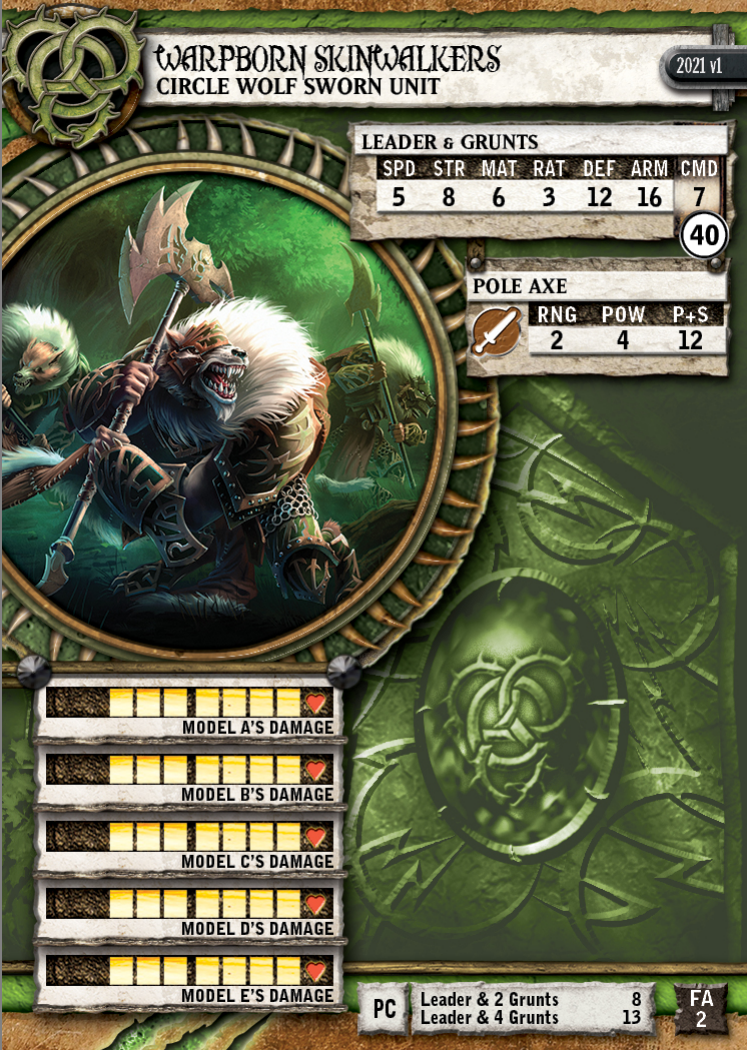 WARPBORN SKINWALKERS
CIRCLE WOLF SWORN UNIT
2021 v1
LEADER & GRUNTS
SPD STR MAT RAT DEF ARM CMD
5 8 6 3 12 16 7
40
POLE AXE
RNG POW P+S
2 4 12
MODEL A'S DAMAGE
MODEL B'S DAMAGE
MODEL C'S DAMAGE
MODEL D'S DAMAGE
MODEL E'S DAMAGE
PC
Leader & 2 Grunts 8
Leader & 4 Grunts 13
FA
2